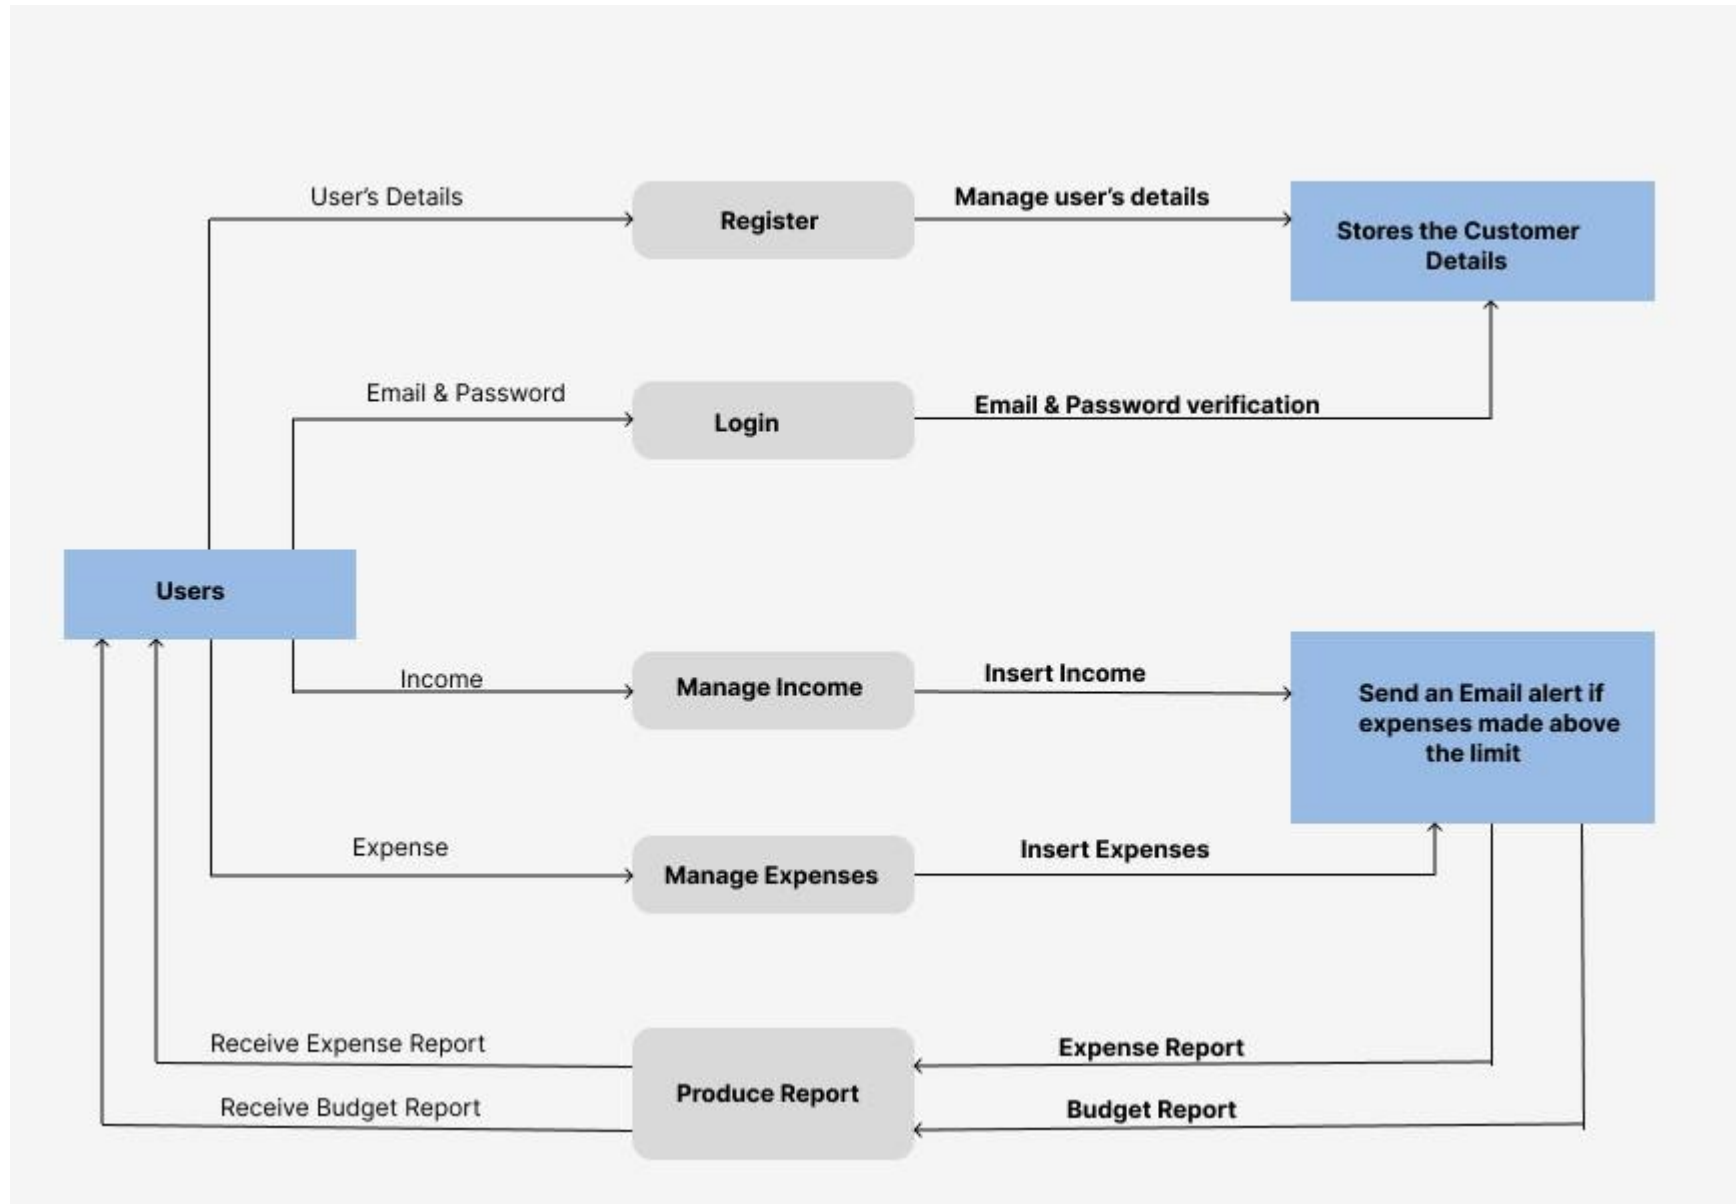 User’s Details
Register
Manage user’s details
Stores the Customer
Details
Email & Password
Login
Email & Password verification
Users
Income
Manage Income
Insert Income
Send an Email alert if
expenses made above
the limit
Expense
Manage Expenses
Insert Expenses
Receive Expense Report
Expense Report
Produce Report
Receive Budget Report
Budget Report